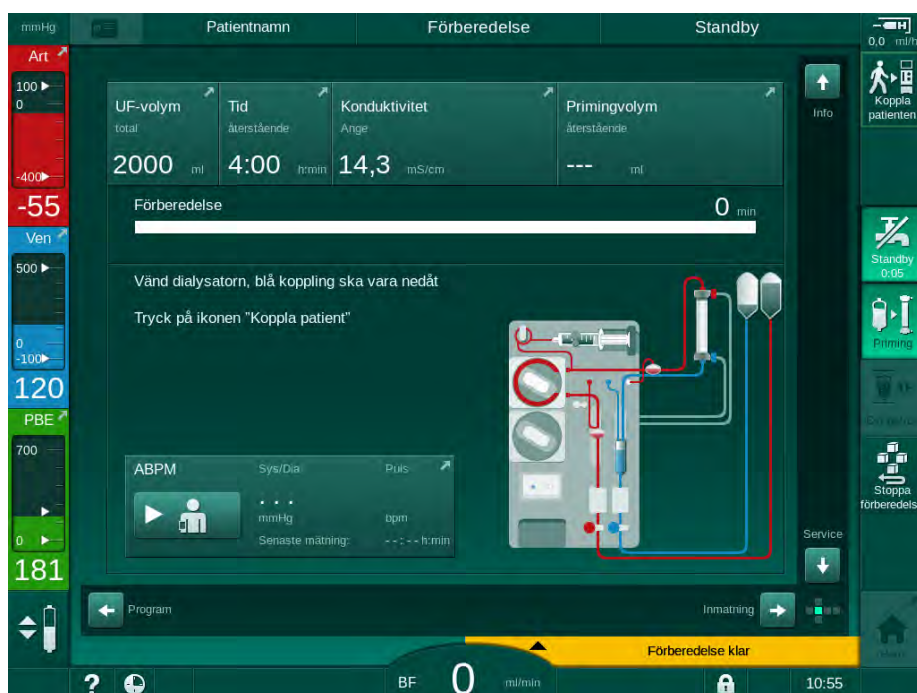 mmHg
Patientnamn
Förberedelse
Standby
0,0 ml/h
Art
100
0
-400
-55
Ven
500
0
-100
120
PBE
700
0
181
UF-volym
total
2000 ml
Tid
återstående
4:00 h:min
Konduktivitet
Ange
14,3 mS/cm
Primingvolym
återstående
--- ml
Förberedelse
0 min
Vänd dialysatorn, blå koppling ska vara nedåt
Tryck på ikonen "Koppla patient"
ABPM
Sys/Dia
Puls
. . .
mmHg
bpm
Senaste mätning:
--:-- h:min
Info
Service
Program
Inmatning
Koppla
patienten
Standby
0:05
Priming
Stoppa
förberedels
Förberedelse klar
?
BF 0 ml/min
10:55